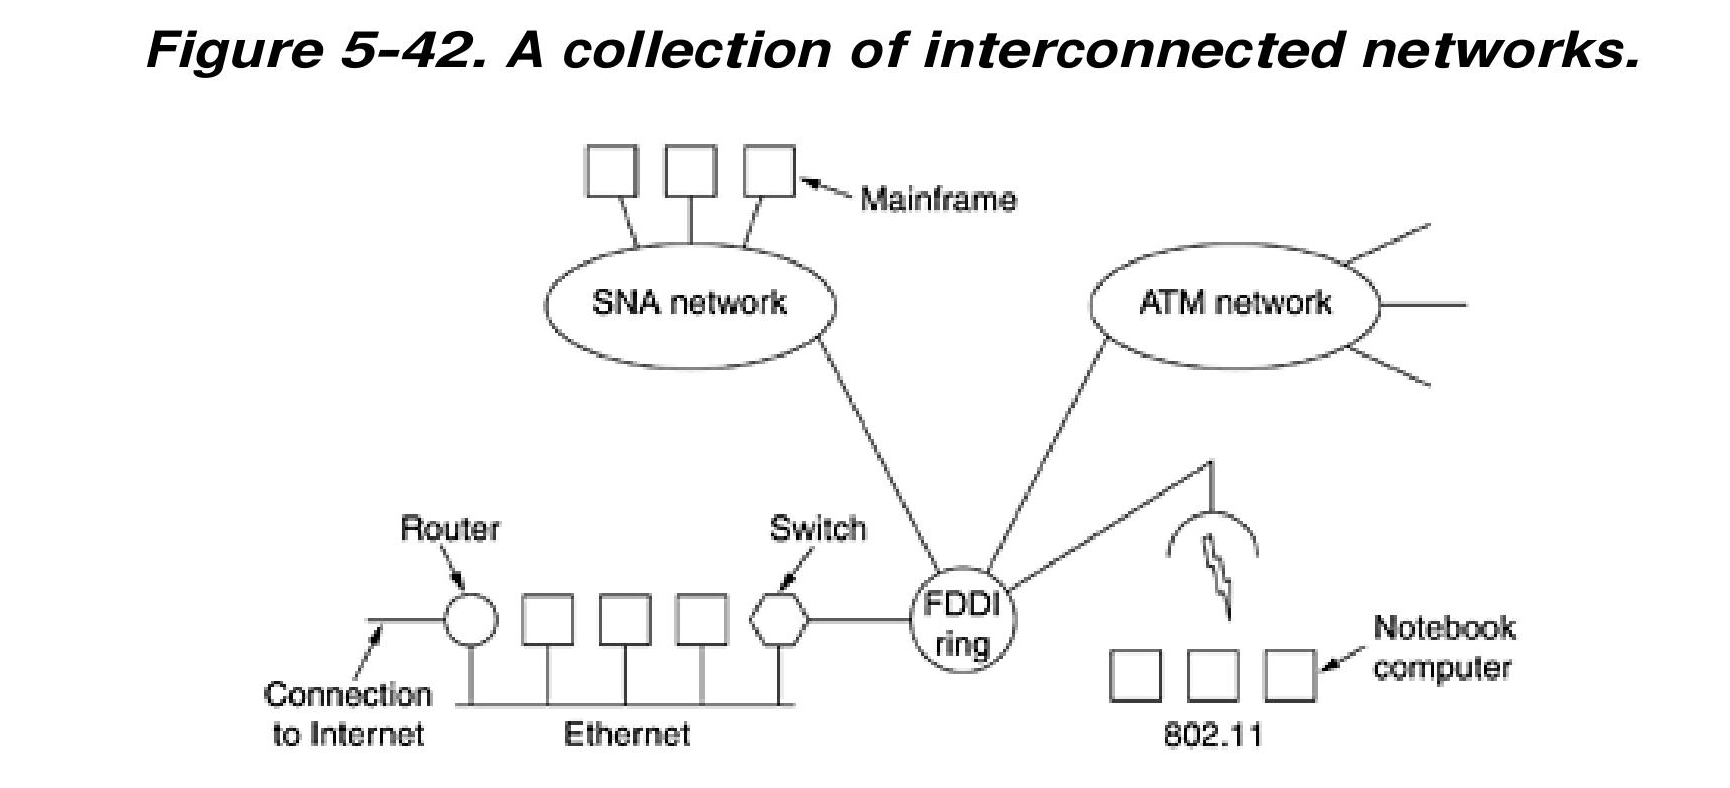 Figure 5-42. A collection of interconnected networks.
Mainframe
SNA network
ATM network
Router
Switch
FDDI
ring
Notebook
computer
Connection
to Internet
Ethernet
802.11